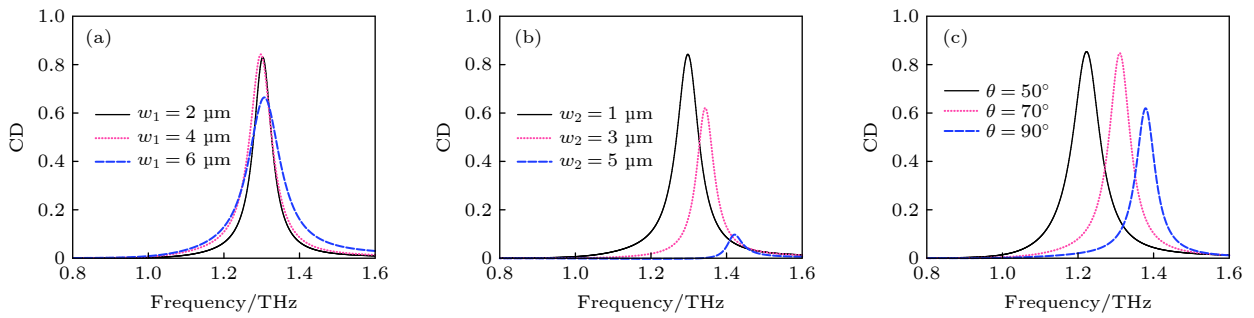 (a)
CD
1.0
0.8
0.6
0.4
0.2
0
w₁ = 2 µm
w₁ = 4 µm
w₁ = 6 µm
0.8 1.0 1.2 1.4 1.6
Frequency/THz
(b)
CD
1.0
0.8
0.6
0.4
0.2
0
w₂ = 1 µm
w₂ = 3 µm
w₂ = 5 µm
0.8 1.0 1.2 1.4 1.6
Frequency/THz
(c)
CD
1.0
0.8
0.6
0.4
0.2
0
θ = 50°
θ = 70°
θ = 90°
0.8 1.0 1.2 1.4 1.6
Frequency/THz